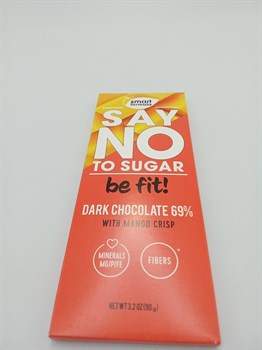 smart
SAY
NO
TO SUGAR
be fit!
DARK CHOCOLATE 69%
WITH MANGO CRISP
MINERALS
FIBERS
NET WT 3.2 OZ (90g)